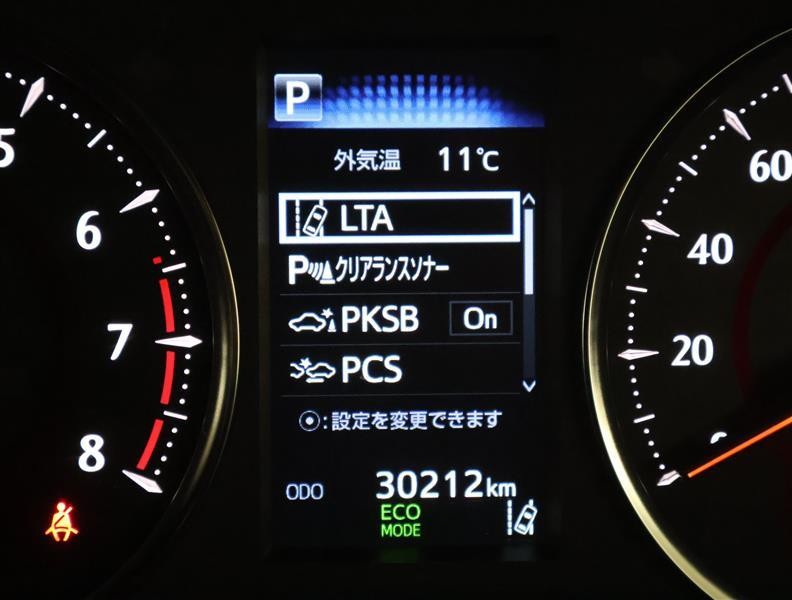 P
外気温 11℃
LTA
Pクリアランスソナー
PKSB On
PCS
⦿:設定を変更できます
ODO 30212km
ECO
MODE
5
6
7
8
60
40
20